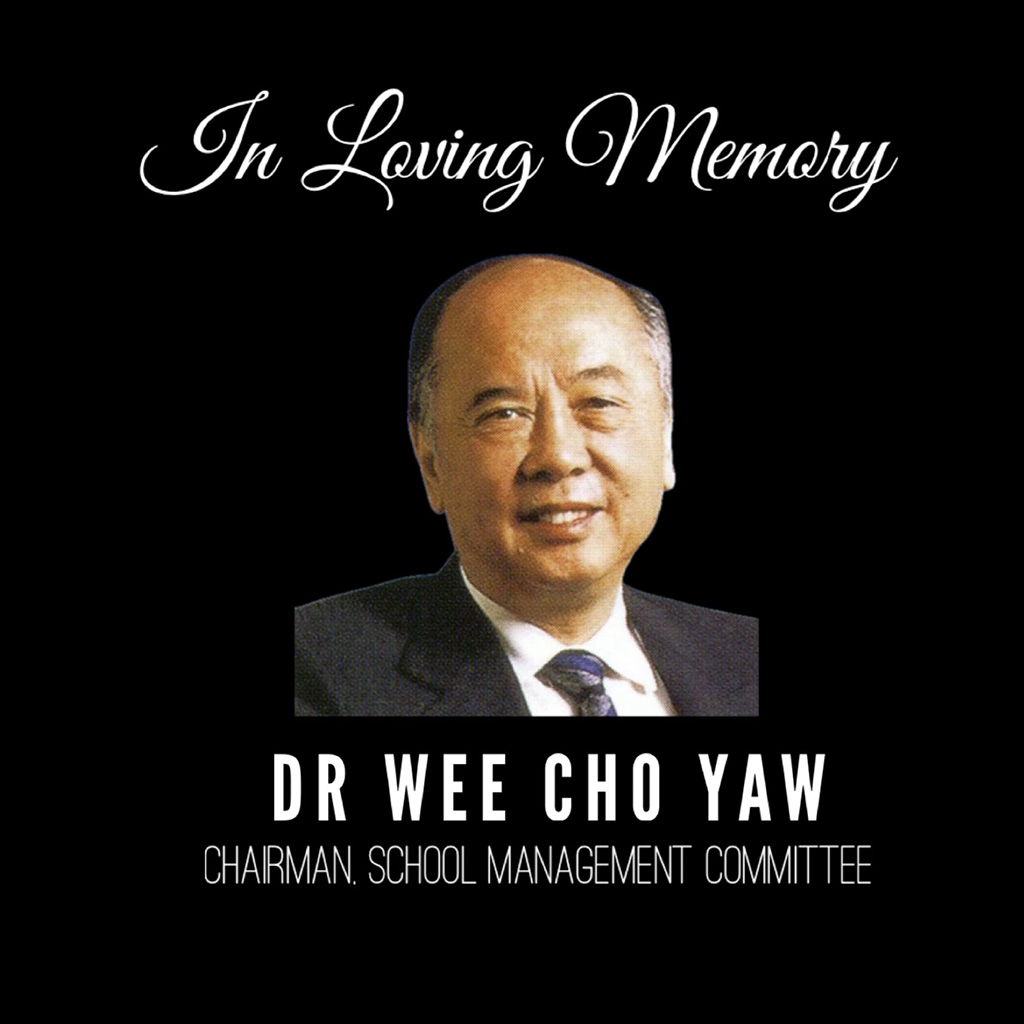 In Loving Memory
DR WEE CHO YAW
CHAIRMAN, SCHOOL MANAGEMENT COMMITTEE